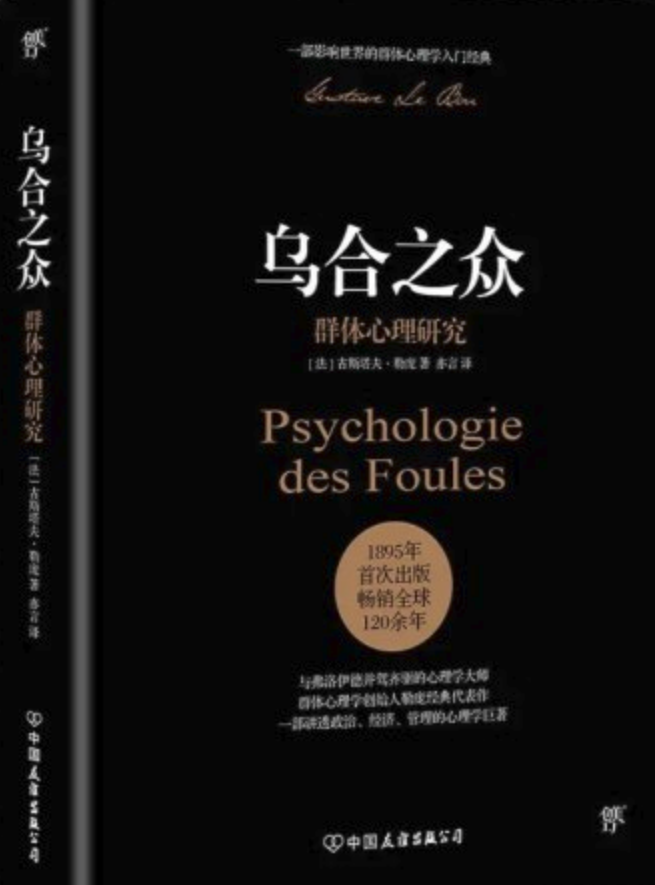 乌合之众
群体心理研究
[法]古斯塔夫·勒庞 著 亦言 译
中国友谊出版公司
一部影响世界的群体心理学入门经典
Gustave Le Bon
乌合之众
群体心理研究
[法]古斯塔夫·勒庞 著 亦言 译
Psychologie
des Foules
1895年
首次出版
畅销全球
120余年
与弗洛伊德并驾齐驱的心理学大师
群体心理学创始人勒庞经典代表作
一部讲透政治、经济、管理的心理学巨著
中国友谊出版公司